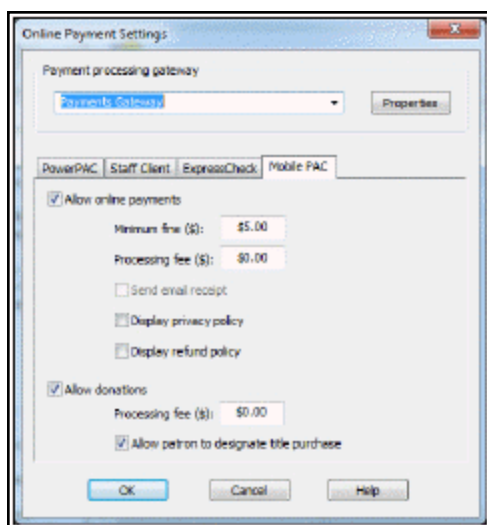 Online Payment Settings
Payment processing gateway
Payments Gateway
Properties
PowerPAC Staff Client ExpressCheck Mobile PAC
Allow online payments
Minimum fine ($): $5.00
Processing fee ($): $0.00
Send email receipt
Display privacy policy
Display refund policy
Allow donations
Processing fee ($): $0.00
Allow patron to designate title purchase
OK Cancel Help